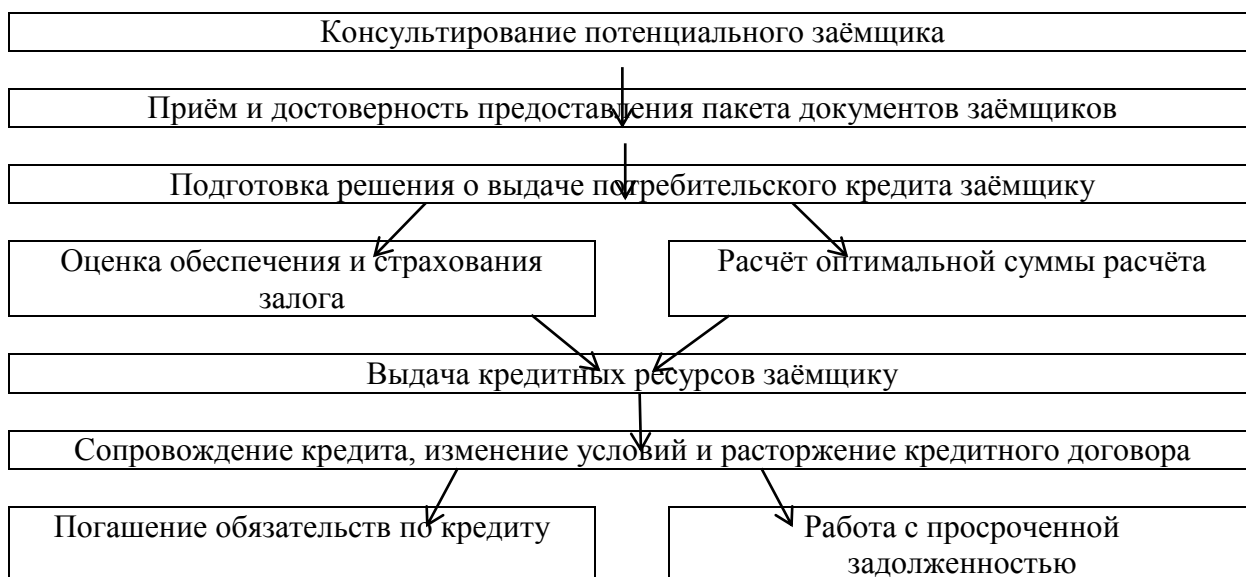 Консультирование потенциального заёмщика
Приём и достоверность предоставления пакета документов заёмщиков
Подготовка решения о выдаче потребительского кредита заёмщику
Оценка обеспечения и страхования
залога
Расчёт оптимальной суммы расчёта
Выдача кредитных ресурсов заёмщику
Сопровождение кредита, изменение условий и расторжение кредитного договора
Погашение обязательств по кредиту
Работа с просроченной
задолженностью